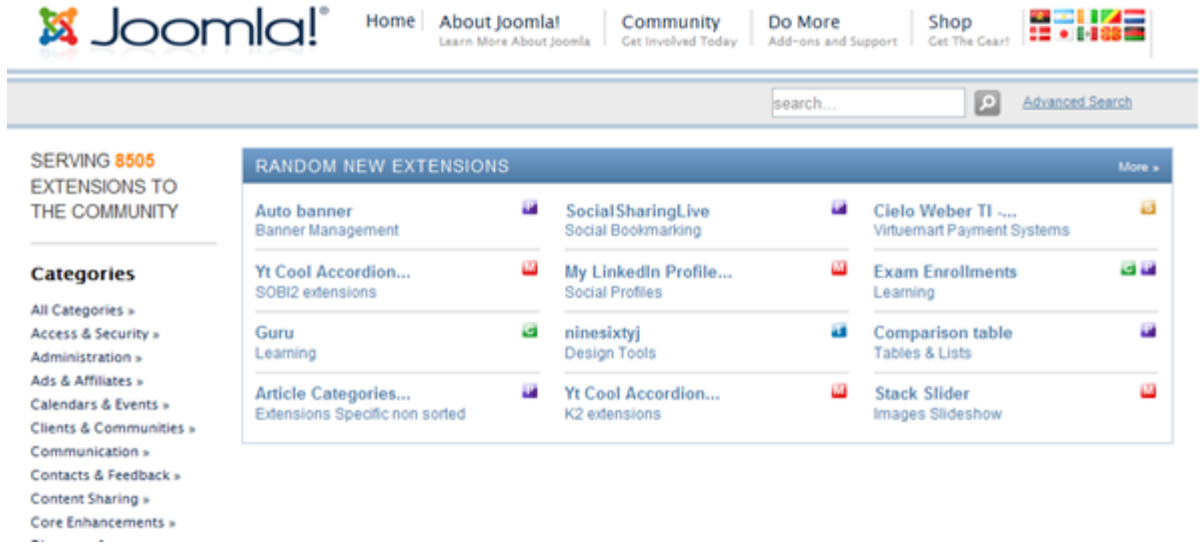 Joomla!®
Home
About Joomla!
Learn More About Joomla
Community
Get Involved Today
Do More
Add-ons and Support
Shop
Get The Gear!
search...
Advanced Search
SERVING 8505
EXTENSIONS TO
THE COMMUNITY
Categories
All Categories »
Access & Security »
Administration »
Ads & Affiliates »
Calendars & Events »
Clients & Communities »
Communication »
Contacts & Feedback »
Content Sharing »
Core Enhancements »
RANDOM NEW EXTENSIONS
More »
Auto banner P
Banner Management
SocialSharingLive P
Social Bookmarking
Cielo Weber TI -... S
Virtuemart Payment Systems
Yt Cool Accordion... M
SOBI2 extensions
My LinkedIn Profile... M
Social Profiles
Exam Enrollments C P
Learning
Guru C
Learning
ninesixtyj T
Design Tools
Comparison table P
Tables & Lists
Article Categories... P
Extensions Specific non sorted
Yt Cool Accordion... M
K2 extensions
Stack Slider M
Images Slideshow